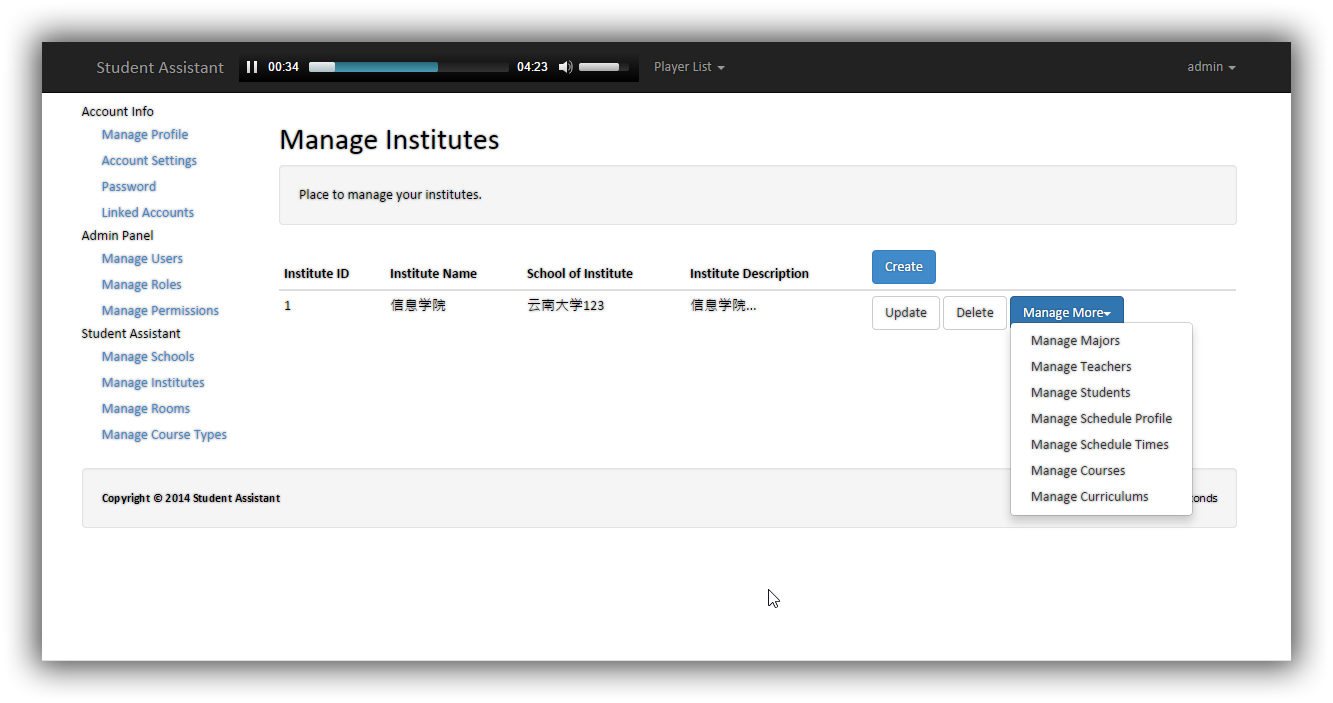 Student Assistant 00:34 04:23 Player List admin
Account Info
Manage Profile
Account Settings
Password
Linked Accounts
Admin Panel
Manage Users
Manage Roles
Manage Permissions
Student Assistant
Manage Schools
Manage Institutes
Manage Rooms
Manage Course Types
Manage Institutes
Place to manage your institutes.
Institute ID Institute Name School of Institute Institute Description Create
1 信息学院 云南大学123 信息学院... Update Delete Manage More
Manage Majors
Manage Teachers
Manage Students
Manage Schedule Profile
Manage Schedule Times
Manage Courses
Manage Curriculums
Copyright © 2014 Student Assistant